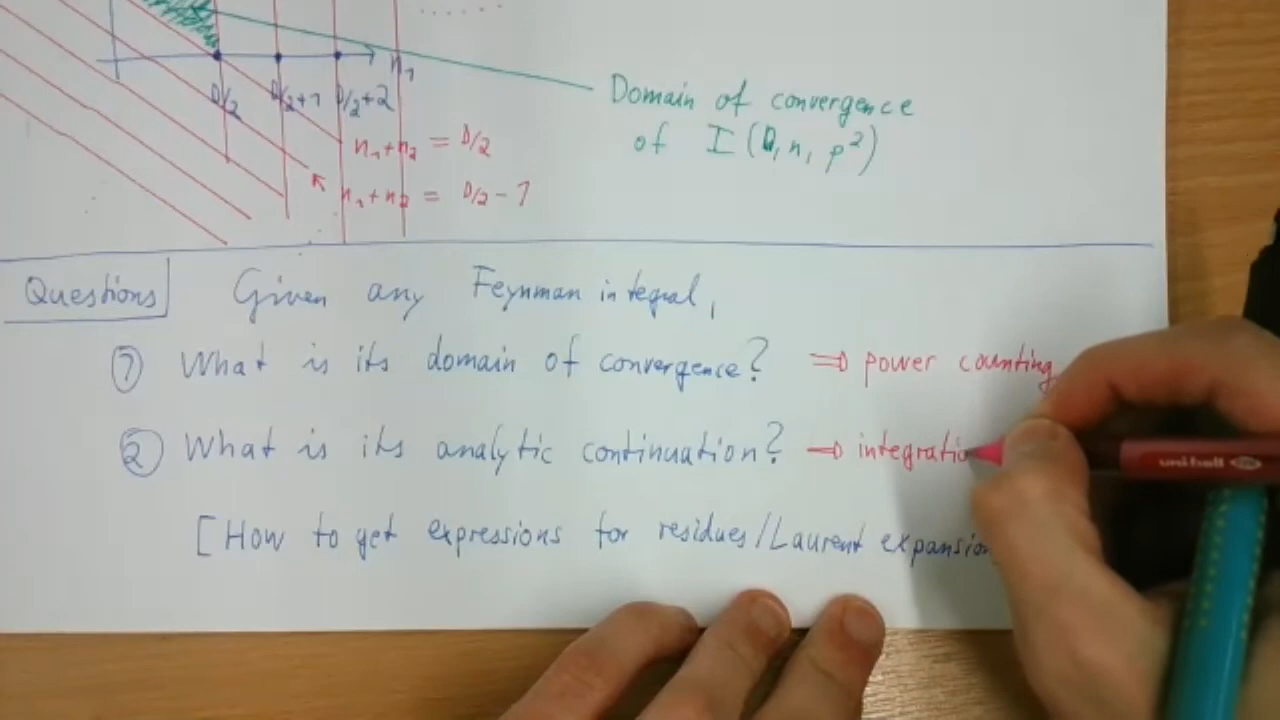 n₁
D/2 D/2+1 D/2+2
Domain of convergence
of I(D, n, p²)
n₁+n₂ = D/2
n₁+n₂ = D/2-1
Questions Given any Feynman integral,
① What is its domain of convergence? ⇒ power counting
② What is its analytic continuation? ⇒ integratio
[How to get expressions for residues/Laurent expansion
uni-ball